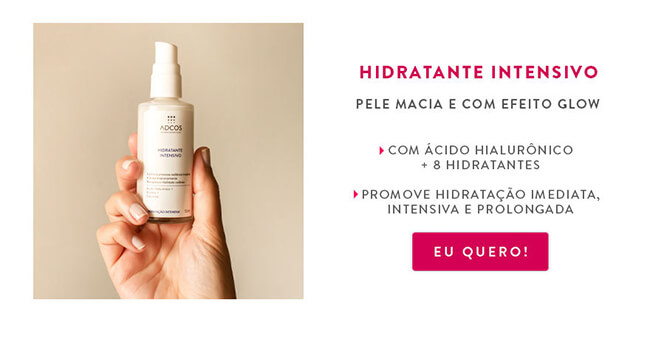 HIDRATANTE INTENSIVO
PELE MACIA E COM EFEITO GLOW
COM ÁCIDO HIALURÔNICO
+ 8 HIDRATANTES
PROMOVE HIDRATAÇÃO IMEDIATA,
INTENSIVA E PROLONGADA
EU QUERO!
ADCOS
HIDRATANTE
INTENSIVO